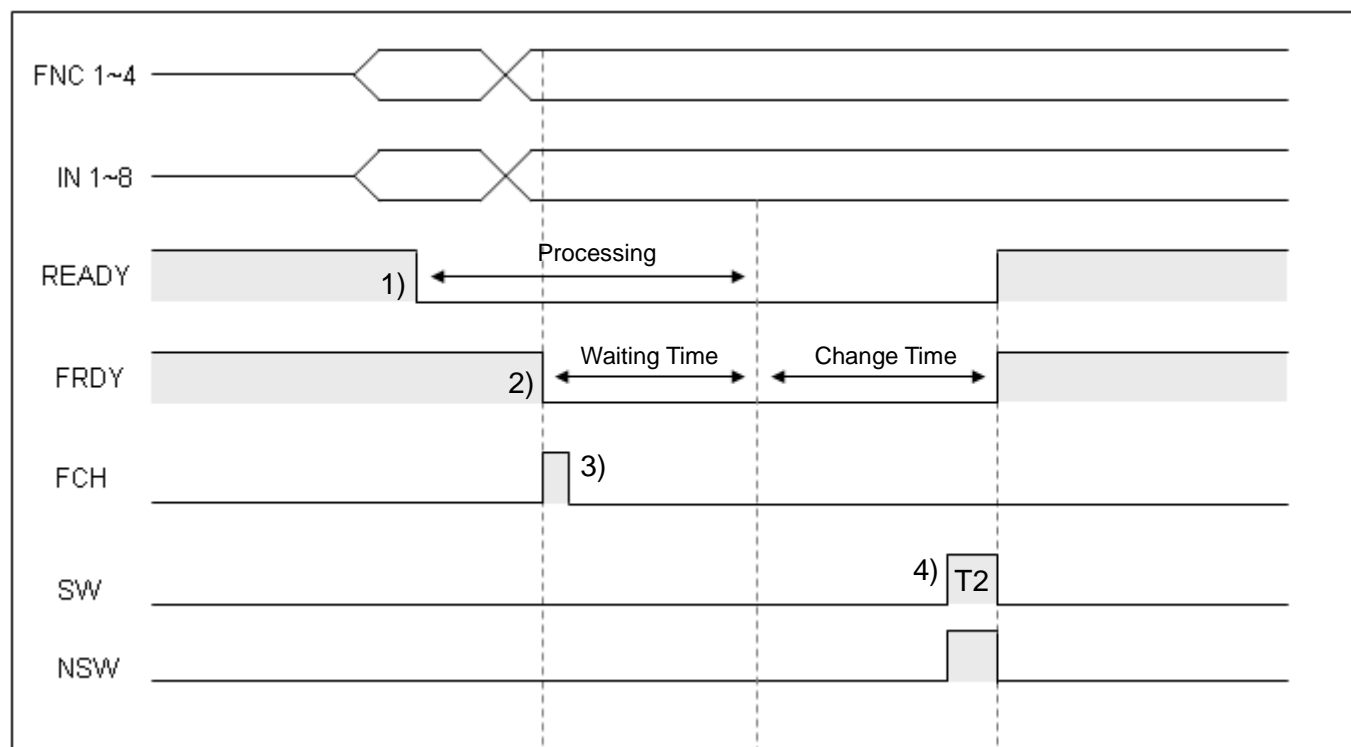 FNC 1~4
IN 1~8
Processing
READY
1)
Waiting Time
Change Time
FRDY
2)
FCH
3)
4)
SW
T2
NSW